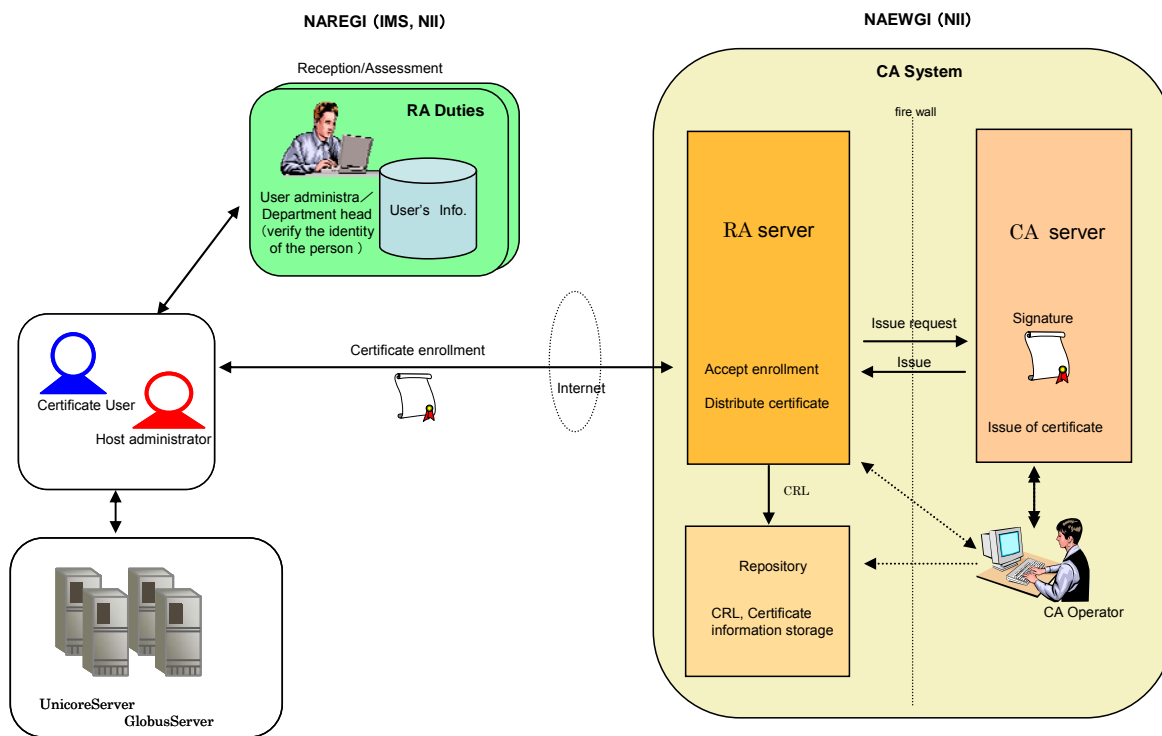 NAREGI (IMS, NII)
NAEWGI (NII)
Reception/Assessment
RA Duties
User administra／
Department head
(verify the identity
of the person )
User's Info.
CA System
fire wall
RA server
CA server
Issue request
Signature
Issue
Accept enrollment
Distribute certificate
Issue of certificate
Certificate enrollment
Internet
Certificate User
Host administrator
CRL
Repository
CRL, Certificate
information storage
CA Operator
UnicoreServer
GlobusServer